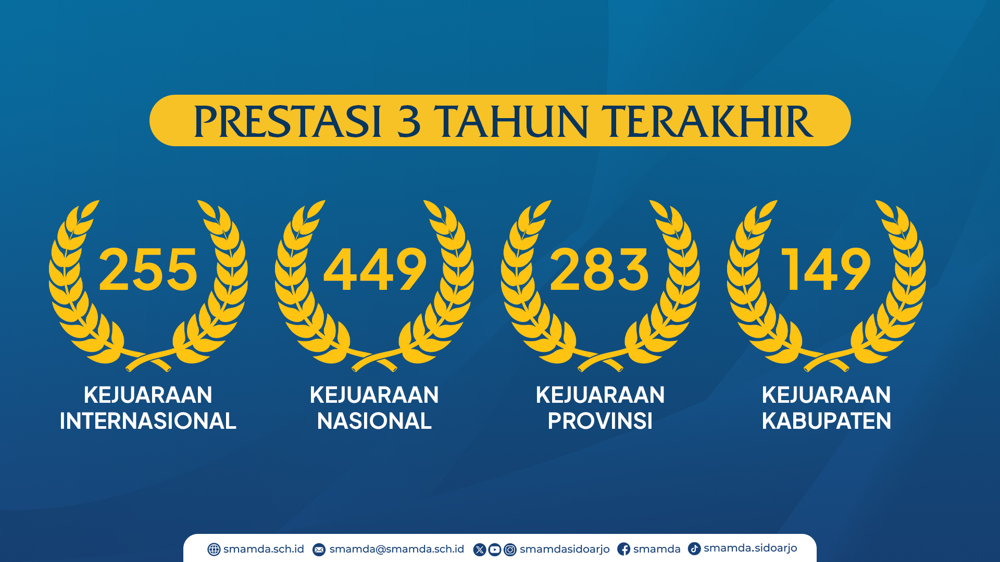 PRESTASI 3 TAHUN TERAKHIR
255
KEJUARAAN
INTERNASIONAL
449
KEJUARAAN
NASIONAL
283
KEJUARAAN
PROVINSI
149
KEJUARAAN
KABUPATEN
smamda.sch.id smamda@smamda.sch.id smamdasidoarjo smamda smamda.sidoarjo